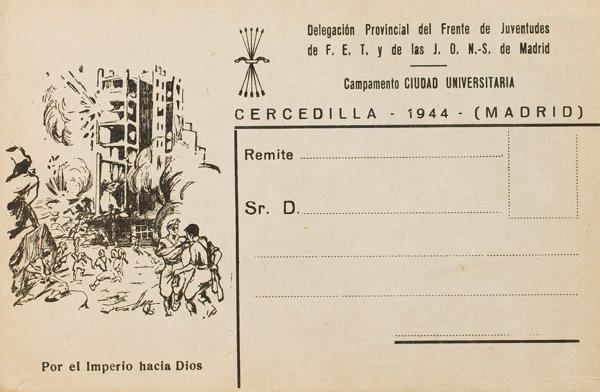 Delegación Provincial del Frente de Juventudes
de F. E. T. y de las J. O. N.-S. de Madrid
Campamento CIUDAD UNIVERSITARIA
CERCEDILLA - 1944 - (MADRID)
Remite
Sr. D.
Por el Imperio hacia Dios